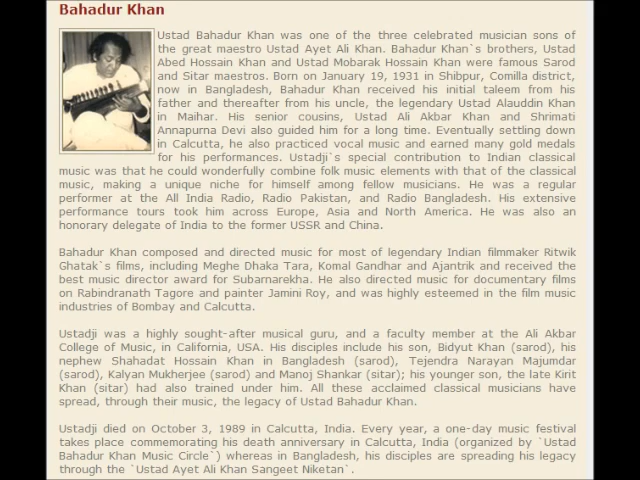 Bahadur Khan
Ustad Bahadur Khan was one of the three celebrated musician sons of
the great maestro Ustad Ayet Ali Khan. Bahadur Khan`s brothers, Ustad
Abed Hossain Khan and Ustad Mobarak Hossain Khan were famous Sarod
and Sitar maestros. Born on January 19, 1931 in Shibpur, Comilla district,
now in Bangladesh, Bahadur Khan received his initial taleem from his
father and thereafter from his uncle, the legendary Ustad Alauddin Khan
in Maihar. His senior cousins, Ustad Ali Akbar Khan and Shrimati
Annapurna Devi also guided him for a long time. Eventually settling down
in Calcutta, he also practiced vocal music and earned many gold medals
for his performances. Ustadji`s special contribution to Indian classical
music was that he could wonderfully combine folk music elements with that of the classical
music, making a unique niche for himself among fellow musicians. He was a regular
performer at the All India Radio, Radio Pakistan, and Radio Bangladesh. His extensive
performance tours took him across Europe, Asia and North America. He was also an
honorary delegate of India to the former USSR and China.
Bahadur Khan composed and directed music for most of legendary Indian filmmaker Ritwik
Ghatak`s films, including Meghe Dhaka Tara, Komal Gandhar and Ajantrik and received the
best music director award for Subarnarekha. He also directed music for documentary films
on Rabindranath Tagore and painter Jamini Roy, and was highly esteemed in the film music
industries of Bombay and Calcutta.
Ustadji was a highly sought-after musical guru, and a faculty member at the Ali Akbar
College of Music, in California, USA. His disciples include his son, Bidyut Khan (sarod), his
nephew Shahadat Hossain Khan in Bangladesh (sarod), Tejendra Narayan Majumdar
(sarod), Kalyan Mukherjee (sarod) and Manoj Shankar (sitar); his younger son, the late Kirit
Khan (sitar) had also trained under him. All these acclaimed classical musicians have
spread, through their music, the legacy of Ustad Bahadur Khan.
Ustadji died on October 3, 1989 in Calcutta, India. Every year, a one-day music festival
takes place commemorating his death anniversary in Calcutta, India (organized by `Ustad
Bahadur Khan Music Circle`) whereas in Bangladesh, his disciples are spreading his legacy
through the `Ustad Ayet Ali Khan Sangeet Niketan`.